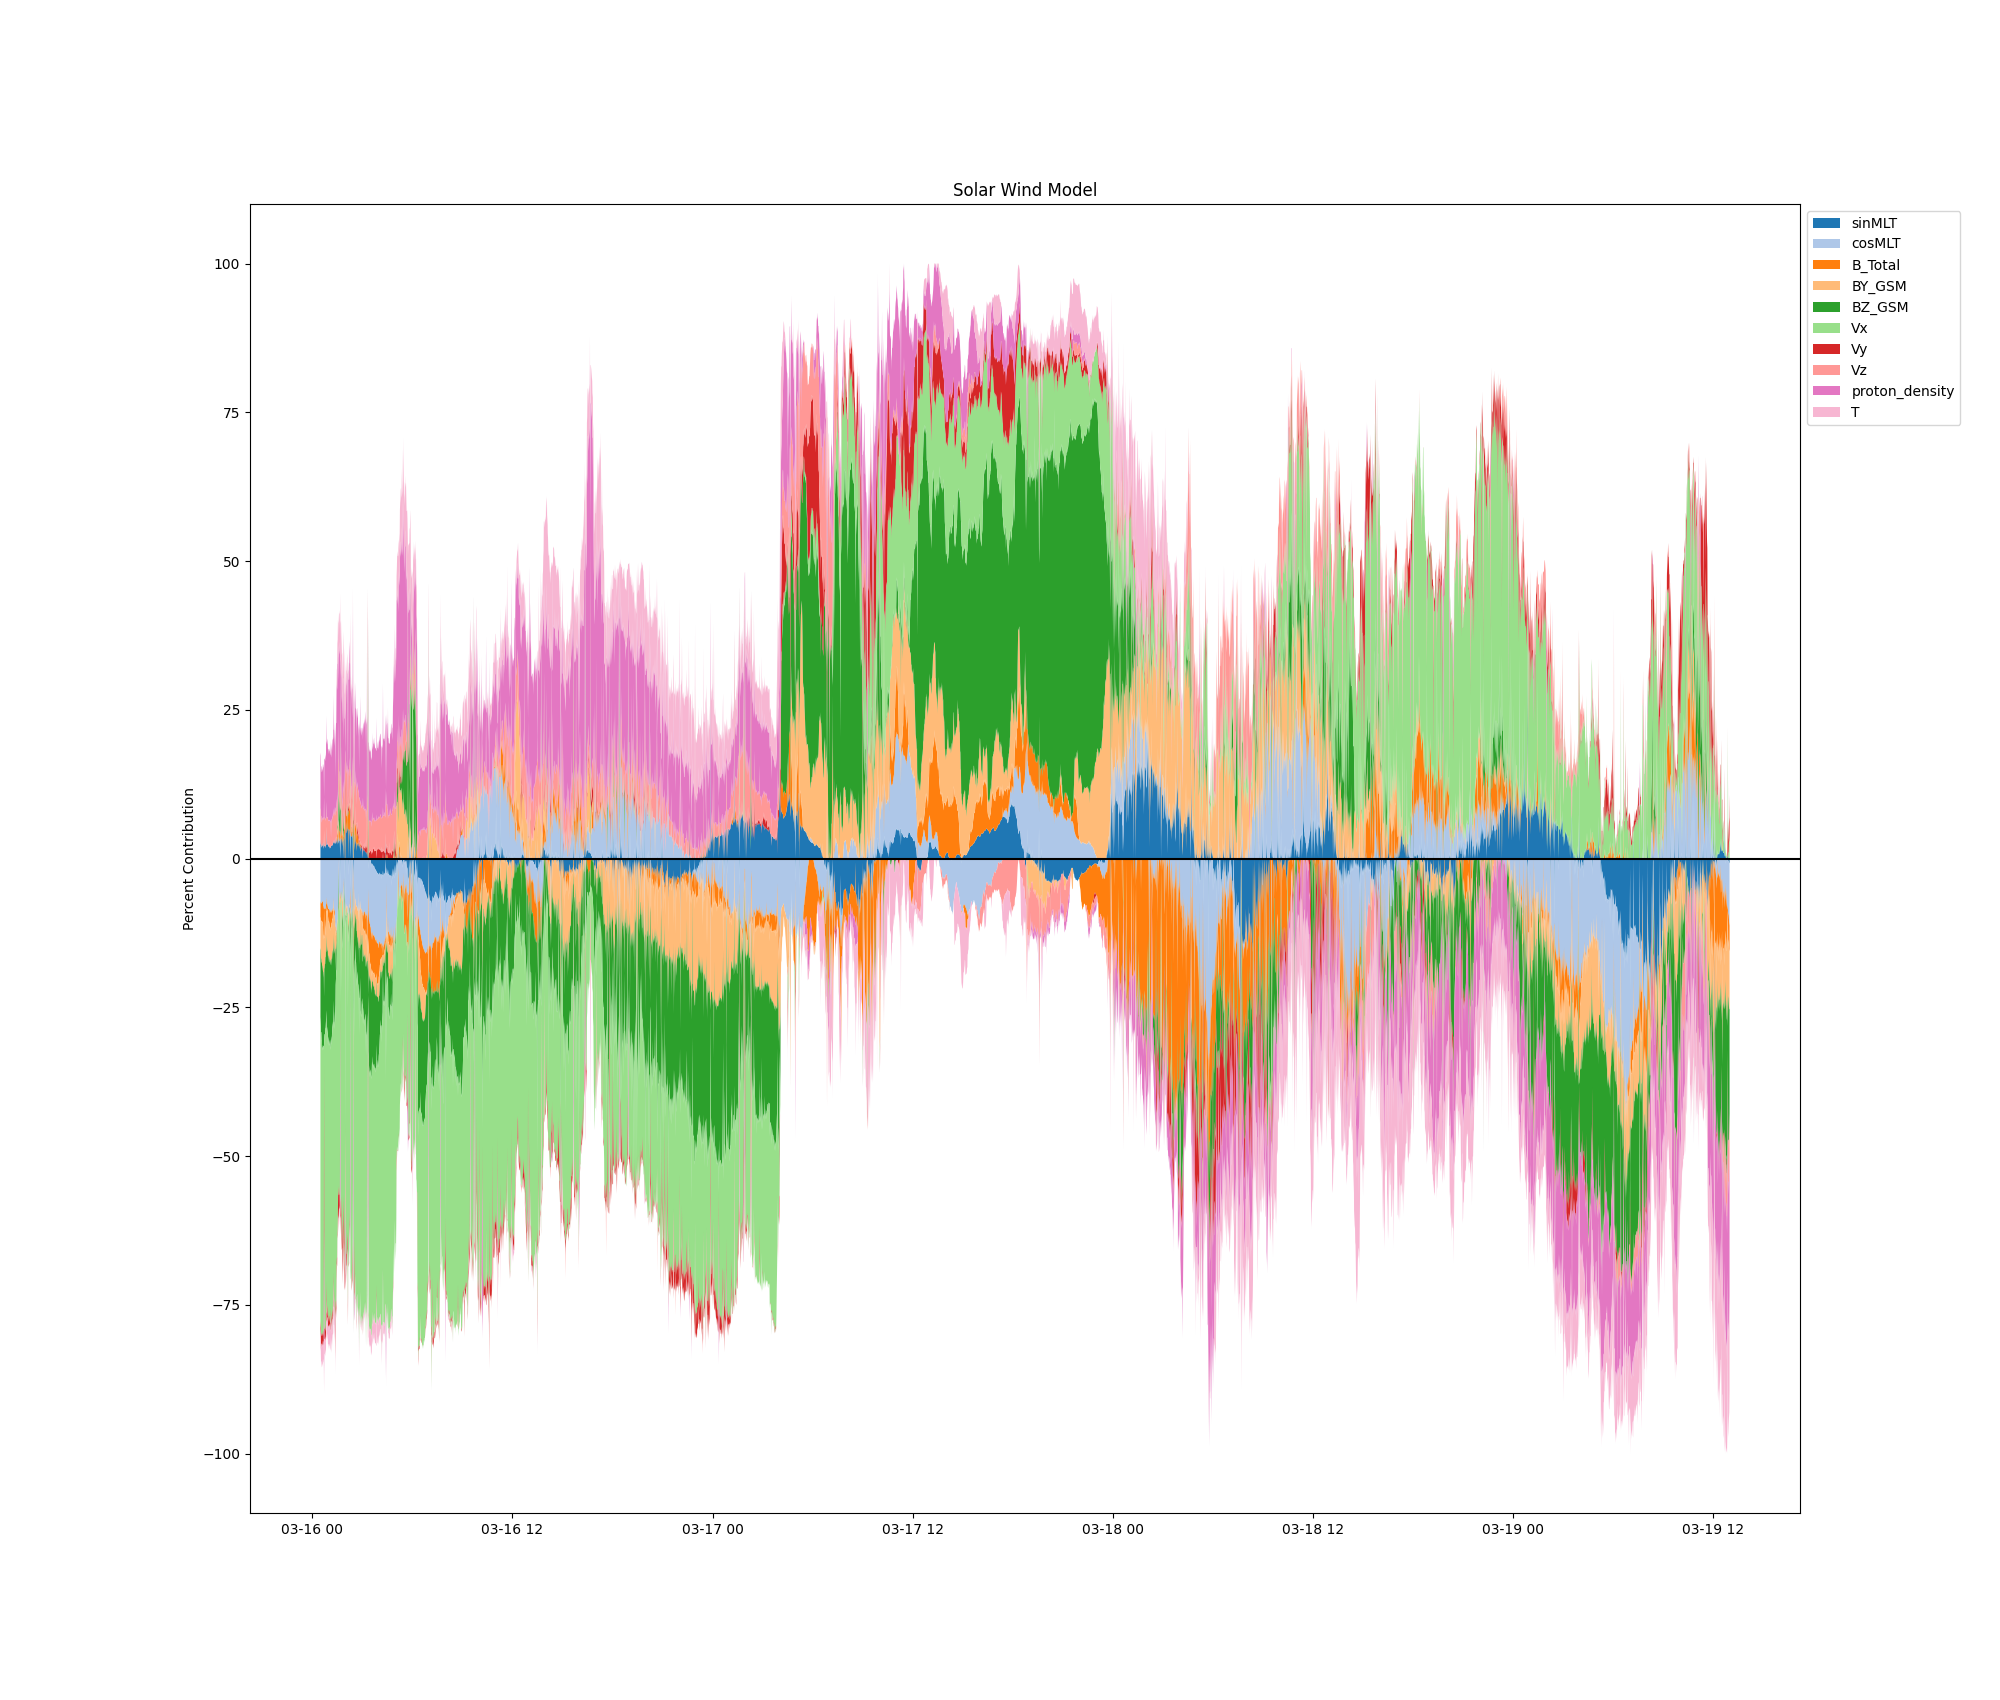 Solar Wind Model
sinMLT
cosMLT
B_Total
BY_GSM
BZ_GSM
Vx
Vy
Vz
proton_density
T
Percent Contribution
100
75
50
25
0
−25
−50
−75
−100
03-16 00
03-16 12
03-17 00
03-17 12
03-18 00
03-18 12
03-19 00
03-19 12